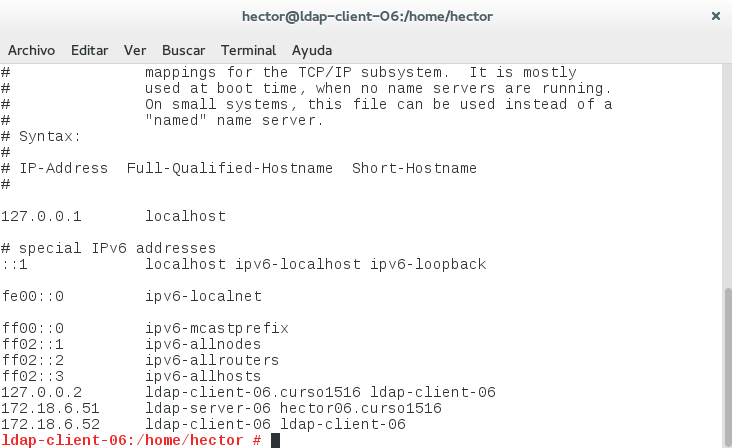 hector@ldap-client-06:/home/hector
×
Archivo Editar Ver Buscar Terminal Ayuda
#               mappings for the TCP/IP subsystem.  It is mostly
#               used at boot time, when no name servers are running.
#               On small systems, this file can be used instead of a
#               "named" name server.
# Syntax:
#
# IP-Address  Full-Qualified-Hostname  Short-Hostname
#
127.0.0.1       localhost
# special IPv6 addresses
::1             localhost ipv6-localhost ipv6-loopback
fe00::0         ipv6-localnet
ff00::0         ipv6-mcastprefix
ff02::1         ipv6-allnodes
ff02::2         ipv6-allrouters
ff02::3         ipv6-allhosts
127.0.0.2       ldap-client-06.curso1516 ldap-client-06
172.18.6.51     ldap-server-06 hector06.curso1516
172.18.6.52     ldap-client-06 ldap-client-06
ldap-client-06:/home/hector #